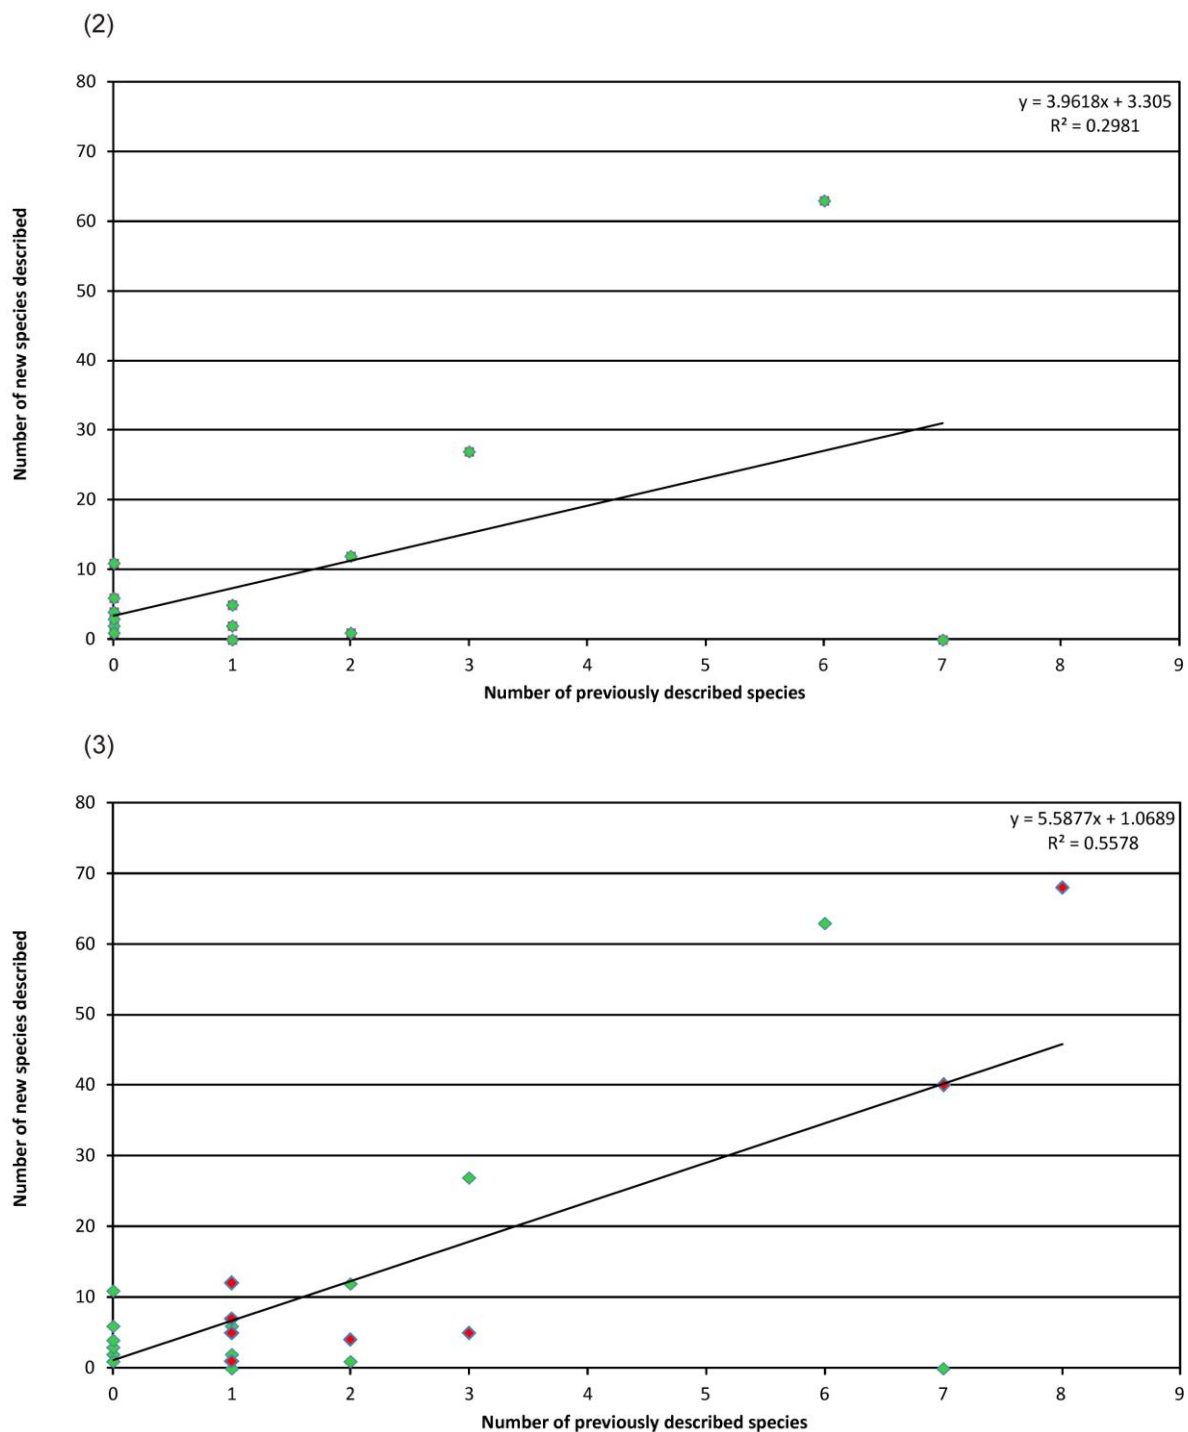 (2)
80
y = 3.9618x + 3.305
R² = 0.2981
70
60
50
40
30
20
10
0
Number of new species described
0 1 2 3 4 5 6 7 8 9
Number of previously described species
(3)
80
y = 5.5877x + 1.0689
R² = 0.5578
70
60
50
40
30
20
10
0
Number of new species described
0 1 2 3 4 5 6 7 8 9
Number of previously described species